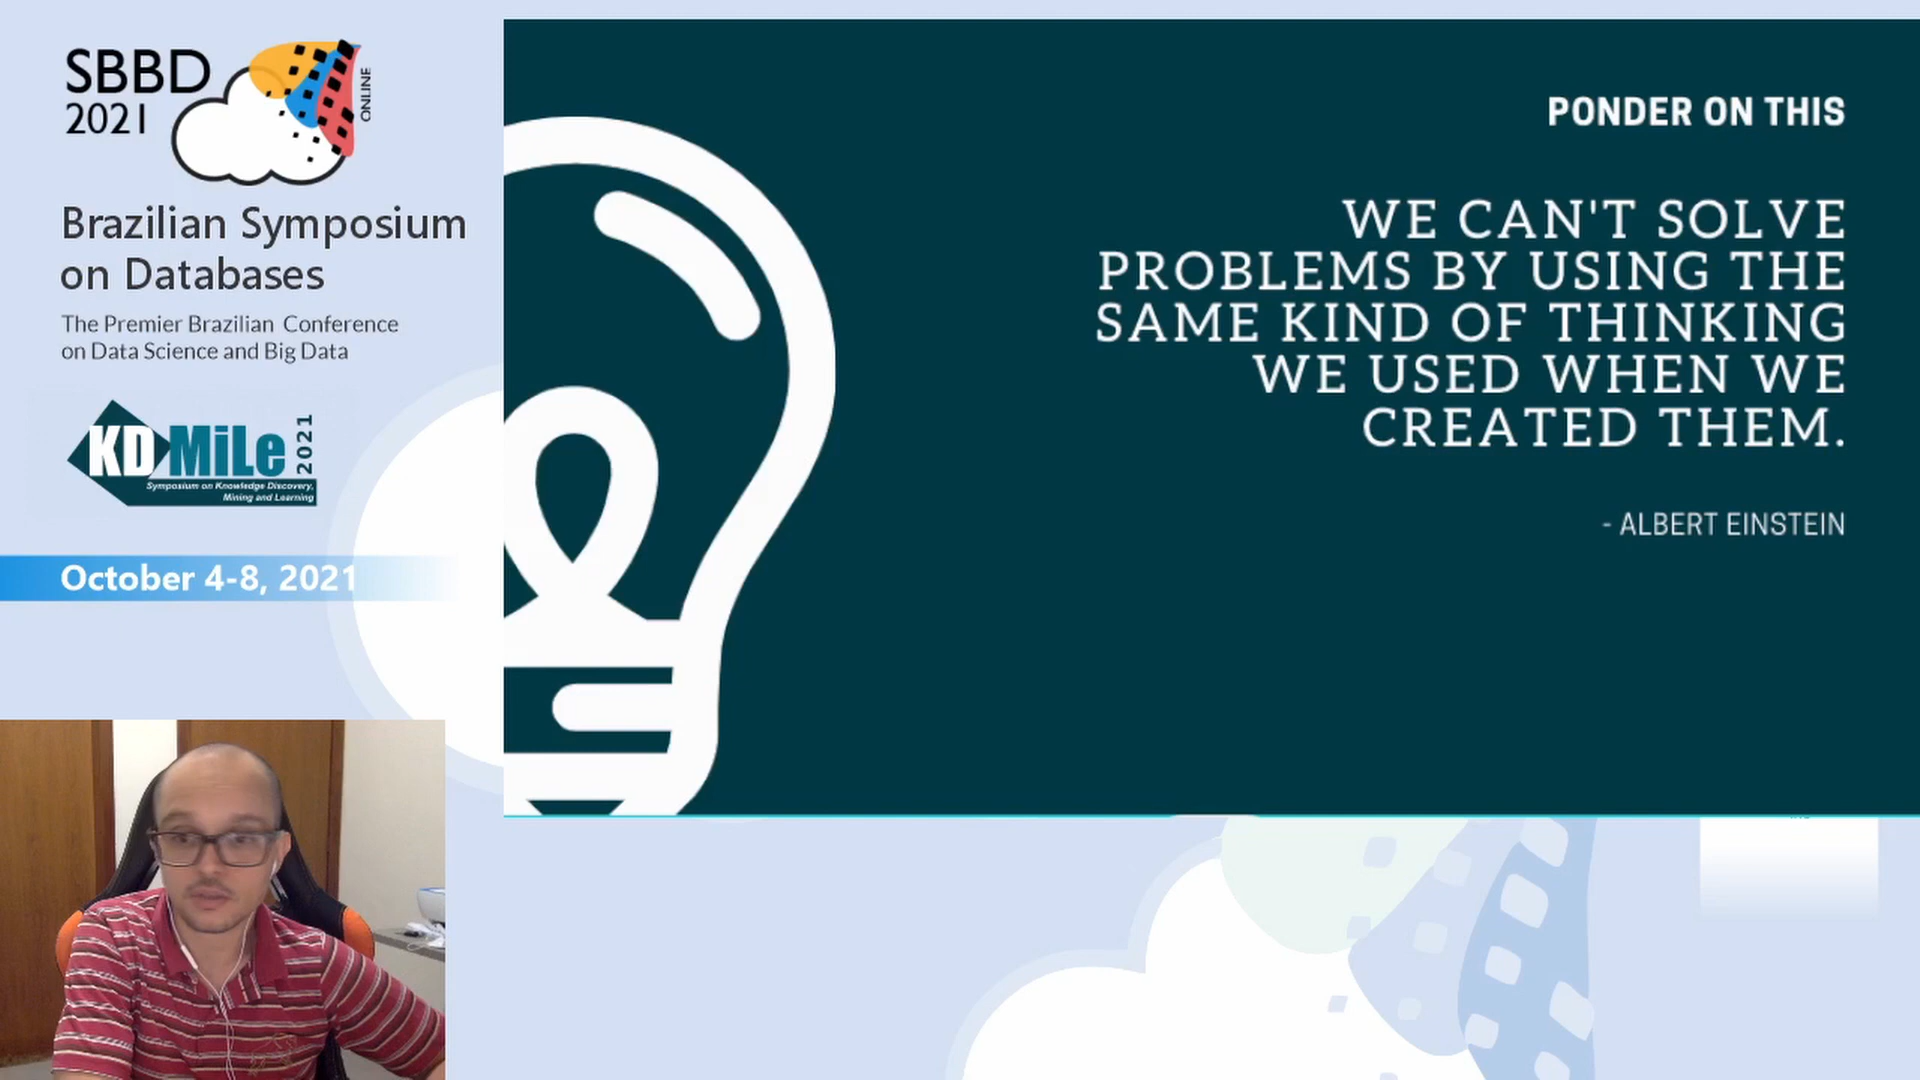 SBBD
2021
ONLINE
Brazilian Symposium
on Databases
The Premier Brazilian Conference
on Data Science and Big Data
KDMiLe
2021
Symposium on Knowledge Discovery,
Mining and Learning
October 4-8, 2021
PONDER ON THIS
WE CAN'T SOLVE
PROBLEMS BY USING THE
SAME KIND OF THINKING
WE USED WHEN WE
CREATED THEM.
- ALBERT EINSTEIN